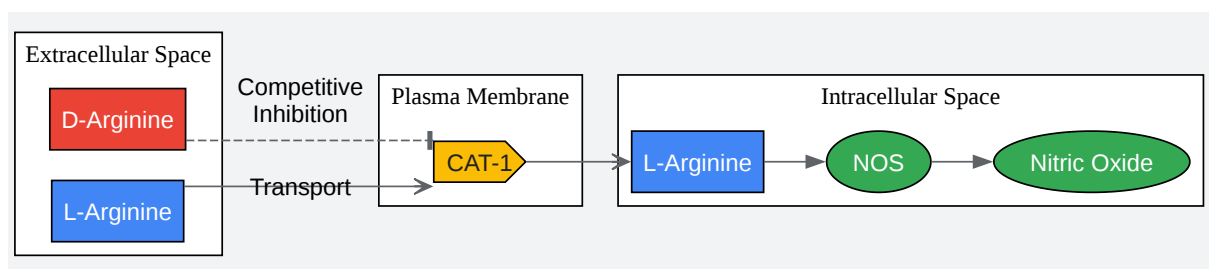 Extracellular Space
D-Arginine
L-Arginine
Competitive
Inhibition
Transport
Plasma Membrane
CAT-1
Intracellular Space
L-Arginine
NOS
Nitric Oxide